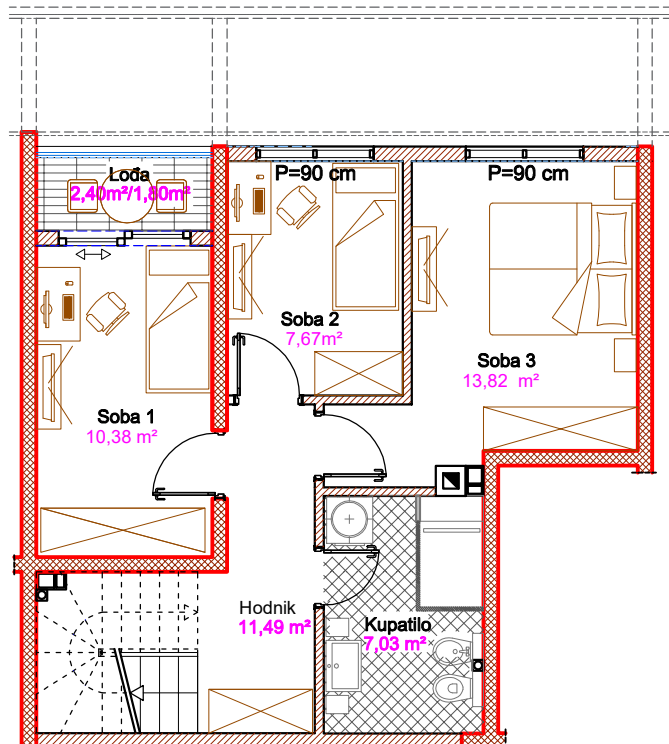 Lođa
2,40m²/1,80m²
P=90 cm
P=90 cm
Soba 2
7,67m²
Soba 3
13,82 m²
Soba 1
10,38 m²
Hodnik
11,49 m²
Kupatilo
7,03 m²